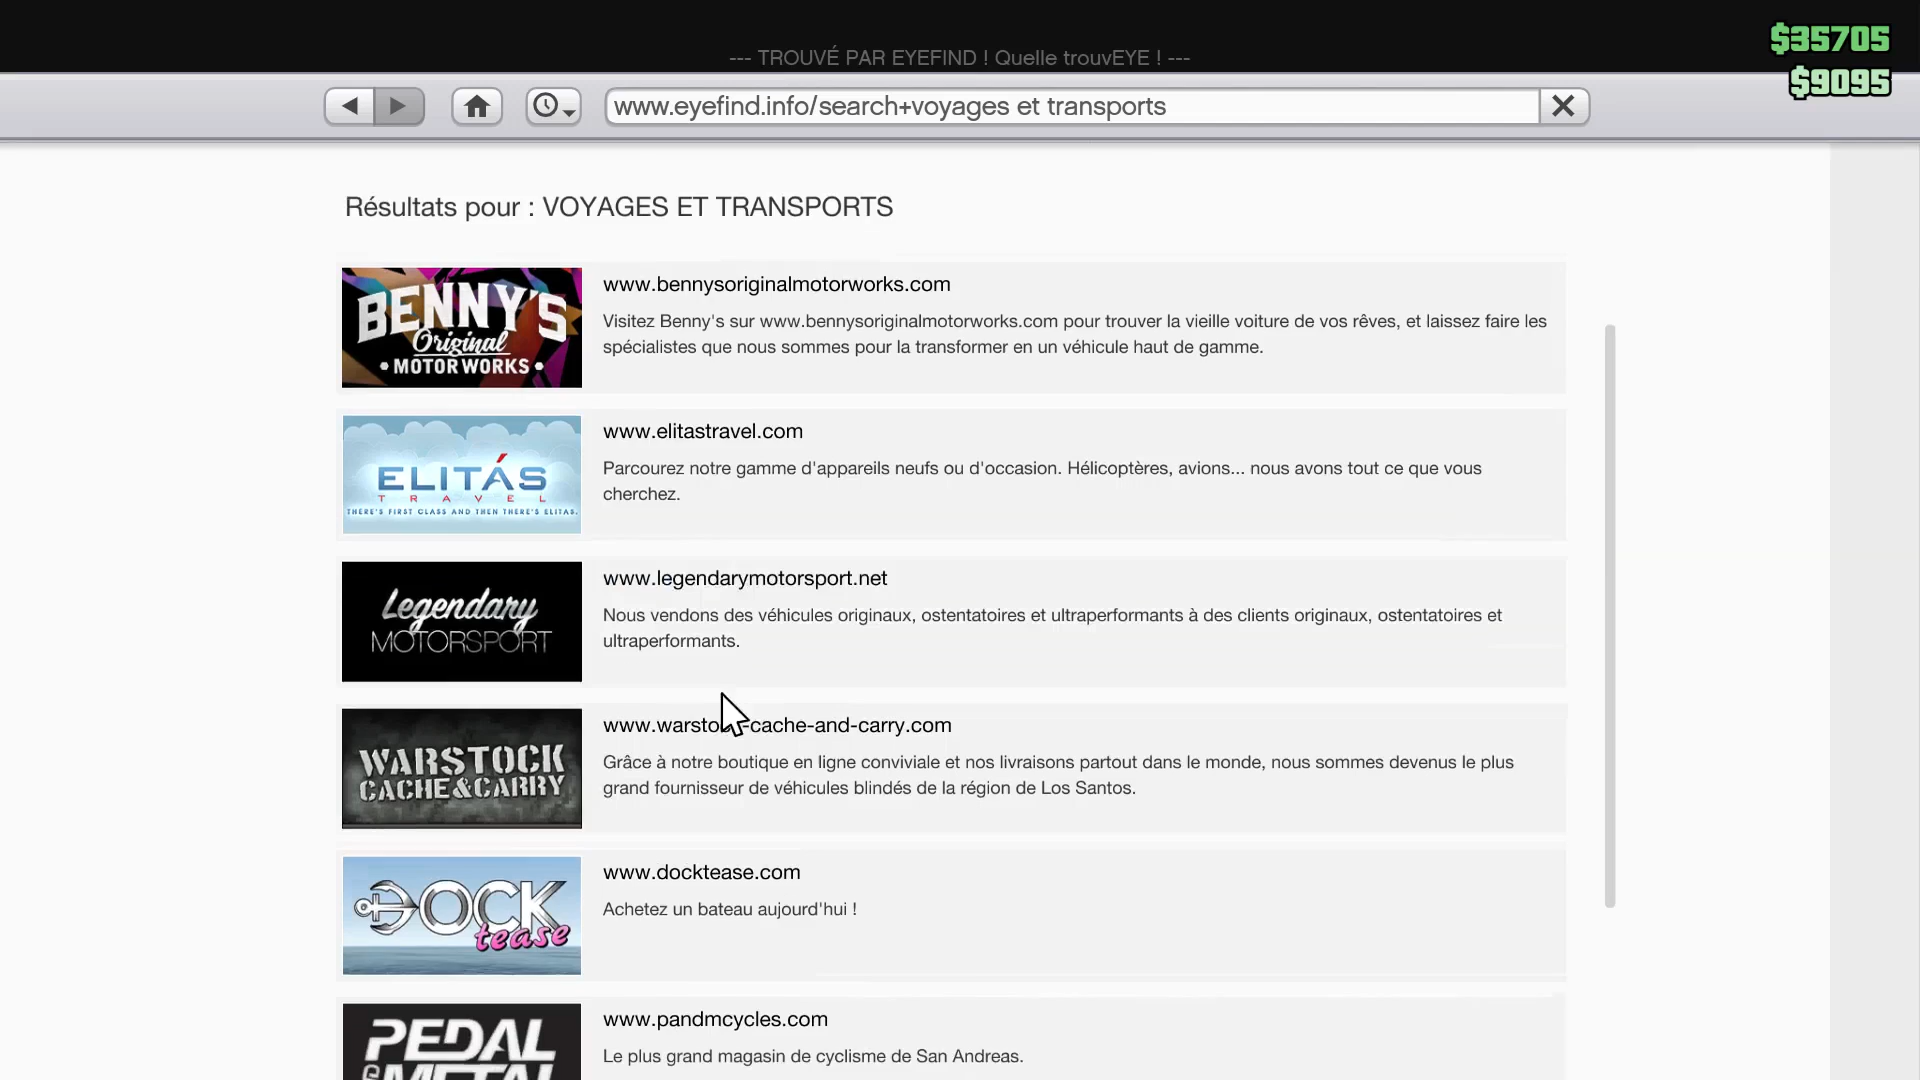 $35705
--- TROUVÉ PAR EYEFIND ! Quelle trouvEYE ! ---
$9095
www.eyefind.info/search+voyages et transports
Résultats pour : VOYAGES ET TRANSPORTS
BENNY'S
Original
MOTORWORKS
www.bennysoriginalmotorworks.com
Visitez Benny's sur www.bennysoriginalmotorworks.com pour trouver la vieille voiture de vos rêves, et laissez faire les
spécialistes que nous sommes pour la transformer en un véhicule haut de gamme.
ELITÁS
TRAVEL
THERE'S FIRST CLASS AND THEN THERE'S ELITAS.
www.elitastravel.com
Parcourez notre gamme d'appareils neufs ou d'occasion. Hélicoptères, avions... nous avons tout ce que vous
cherchez.
Legendary
MOTORSPORT
www.legendarymotorsport.net
Nous vendons des véhicules originaux, ostentatoires et ultraperformants à des clients originaux, ostentatoires et
ultraperformants.
WARSTOCK
CACHE&CARRY
www.warstock-cache-and-carry.com
Grâce à notre boutique en ligne conviviale et nos livraisons partout dans le monde, nous sommes devenus le plus
grand fournisseur de véhicules blindés de la région de Los Santos.
DOCK
tease
www.docktease.com
Achetez un bateau aujourd'hui !
PEDAL
METAL
www.pandmcycles.com
Le plus grand magasin de cyclisme de San Andreas.